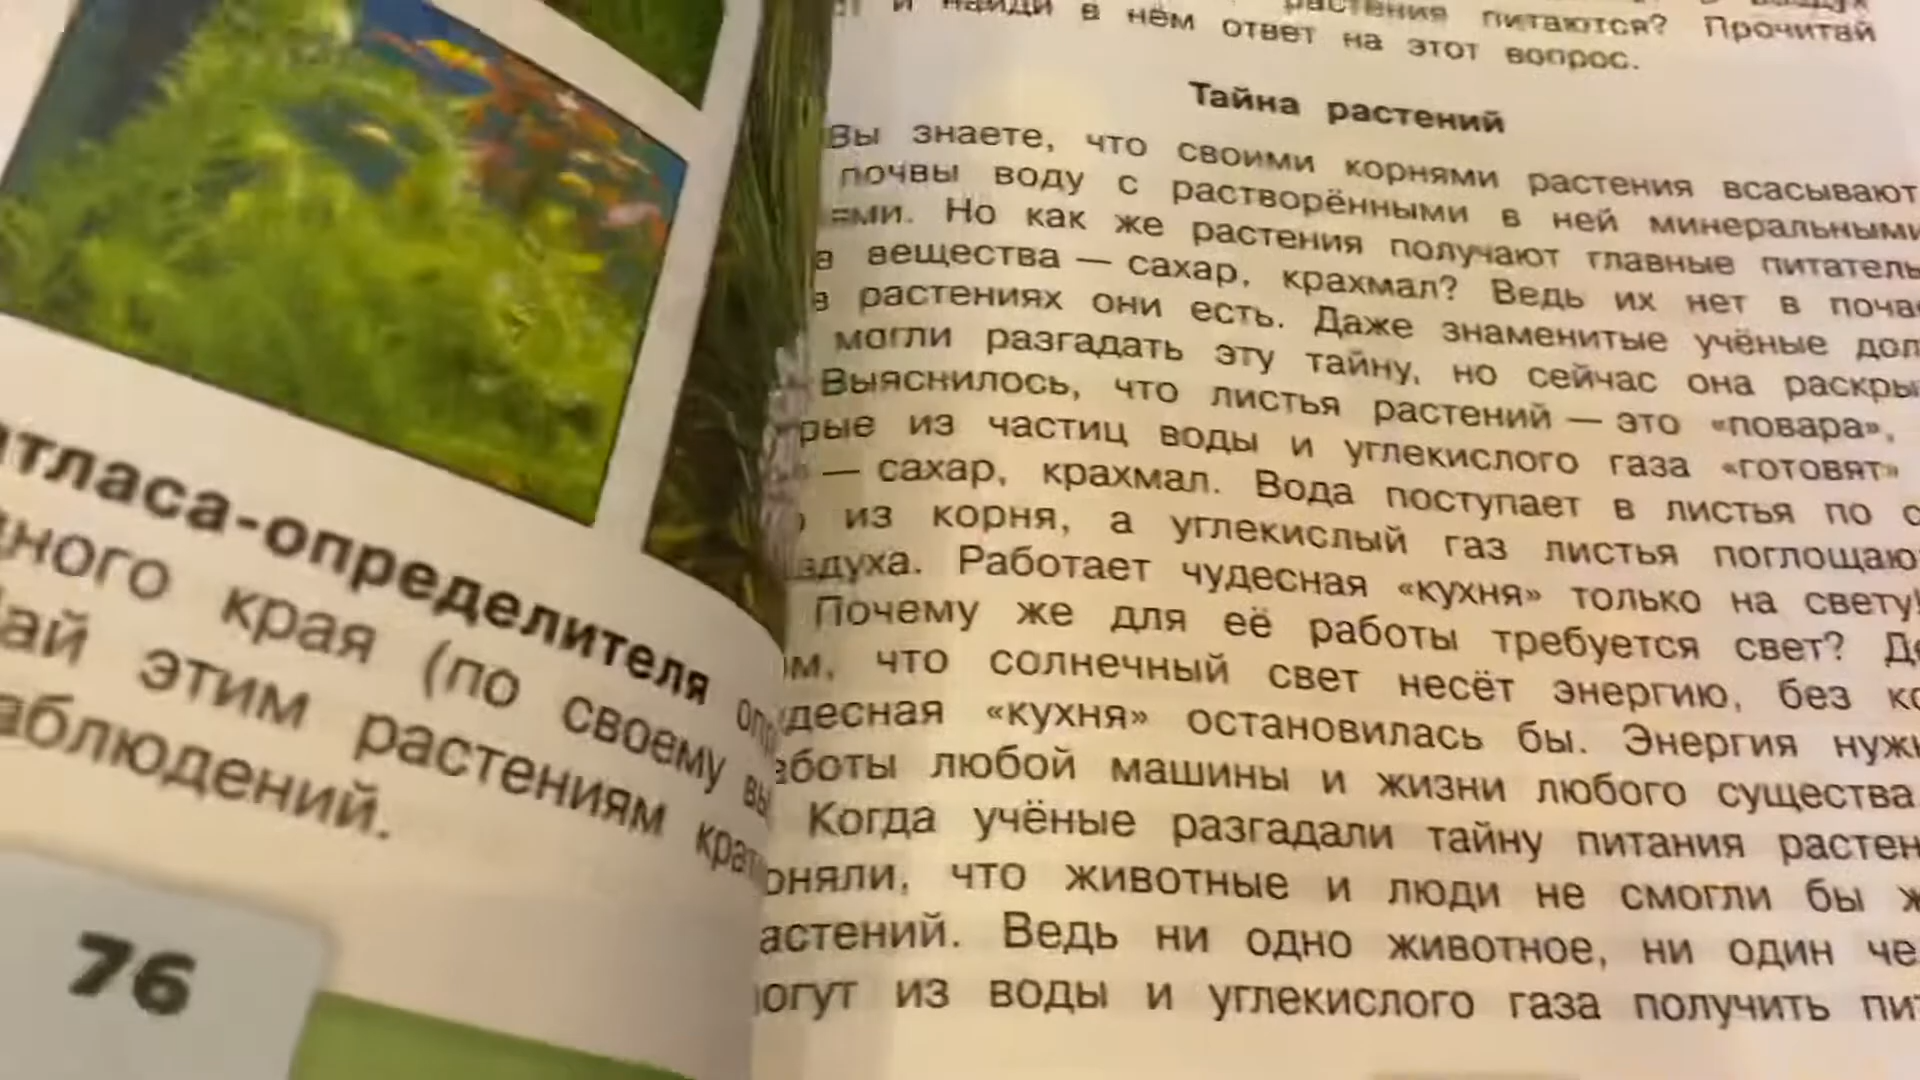 атласа-определителя
края (по своему
этим растениям
76
растения питаются? Прочитай
и найди в нём ответ на этот вопрос.
Тайна растений
Вы знаете, что своими корнями растения всасывают
почвы воду с растворёнными в ней минеральными
Но как же растения получают главные
вещества — сахар, крахмал? Ведь их нет в
в растениях они есть. Даже знаменитые учёные
могли разгадать эту тайну, но сейчас она
Выяснилось, что листья растений — это «повара»,
из частиц воды и углекислого газа «готовят»
— сахар, крахмал. Вода поступает в листья по
из корня, а углекислый газ листья
Работает чудесная «кухня» только на свету!
Почему же для её работы требуется свет?
что солнечный свет несёт энергию, без
«кухня» остановилась бы. Энергия
любой машины и жизни любого существа.
Когда учёные разгадали тайну питания
что животные и люди не смогли бы
Ведь ни одно животное, ни один
из воды и углекислого газа получить